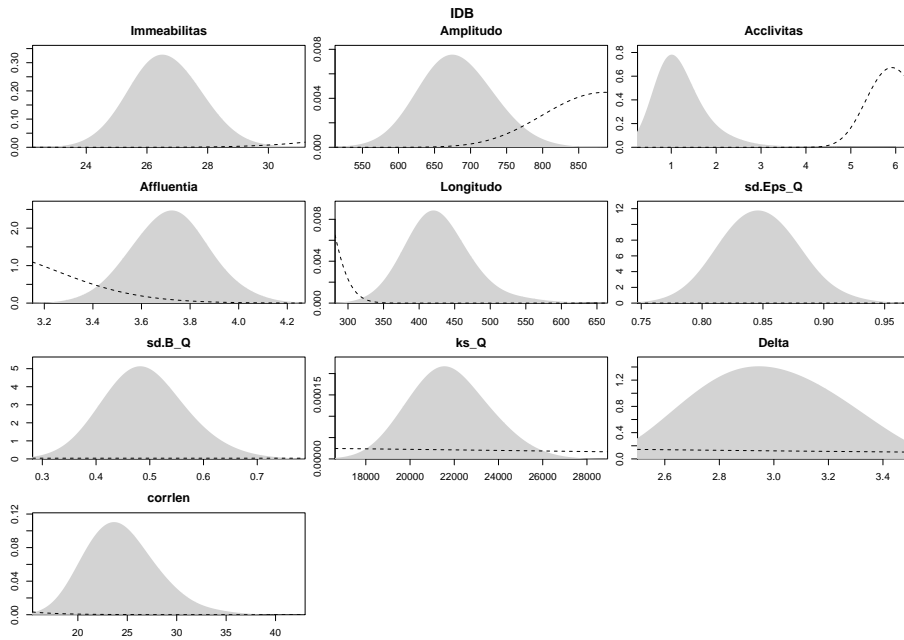 IDB
Immeabilitas
Amplitudo
Acclivitas
0.00 0.10 0.20 0.30
24 26 28 30
0.000 0.004 0.008
550 600 650 700 750 800 850
0.0 0.2 0.4 0.6 0.8
1 2 3 4 5 6
Affluentia
Longitudo
sd.Eps_Q
0.0 1.0 2.0
3.2 3.4 3.6 3.8 4.0 4.2
0.000 0.004 0.008
300 350 400 450 500 550 600 650
0 2 4 6 8 12
0.75 0.80 0.85 0.90 0.95
sd.B_Q
ks_Q
Delta
0 1 2 3 4 5
0.3 0.4 0.5 0.6 0.7
0.00000 0.00015
18000 20000 22000 24000 26000 28000
0.0 0.4 0.8 1.2
2.6 2.8 3.0 3.2 3.4
corrlen
0.00 0.04 0.08 0.12
20 25 30 35 40